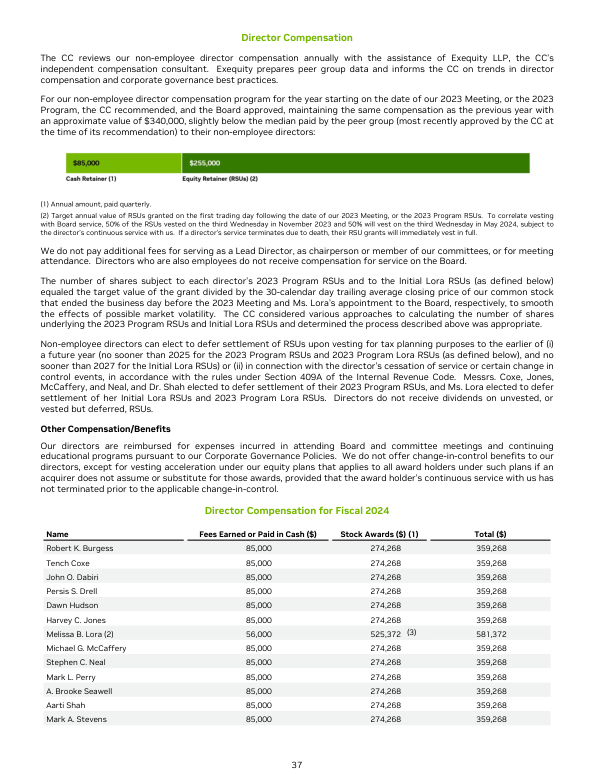 Director Compensation
The CC reviews our non-employee director compensation annually with the assistance of Exequity LLP, the CC's
independent compensation consultant. Exequity prepares peer group data and informs the CC on trends in director
compensation and corporate governance best practices.
For our non-employee director compensation program for the year starting on the date of our 2023 Meeting, or the 2023
Program, the CC recommended, and the Board approved, maintaining the same compensation as the previous year with
an approximate value of $340,000, slightly below the median paid by the peer group (most recently approved by the CC at
the time of its recommendation) to their non-employee directors:
$85,000 $255,000
Cash Retainer (1) Equity Retainer (RSUs) (2)
(1) Annual amount, paid quarterly.
(2) Target annual value of RSUs granted on the first trading day following the date of our 2023 Meeting, or the 2023 Program RSUs. To correlate vesting
with Board service, 50% of the RSUs vested on the third Wednesday in November 2023 and 50% will vest on the third Wednesday in May 2024, subject to
the director's continuous service with us. If a director's service terminates due to death, their RSU grants will immediately vest in full.
We do not pay additional fees for serving as a Lead Director, as chairperson or member of our committees, or for meeting
attendance. Directors who are also employees do not receive compensation for service on the Board.
The number of shares subject to each director's 2023 Program RSUs and to the Initial Lora RSUs (as defined below)
equaled the target value of the grant divided by the 30-calendar day trailing average closing price of our common stock
that ended the business day before the 2023 Meeting and Ms. Lora's appointment to the Board, respectively, to smooth
the effects of possible market volatility. The CC considered various approaches to calculating the number of shares
underlying the 2023 Program RSUs and Initial Lora RSUs and determined the process described above was appropriate.
Non-employee directors can elect to defer settlement of RSUs upon vesting for tax planning purposes to the earlier of (i)
a future year (no sooner than 2025 for the 2023 Program RSUs and 2023 Program Lora RSUs (as defined below), and no
sooner than 2027 for the Initial Lora RSUs) or (ii) in connection with the director's cessation of service or certain change in
control events, in accordance with the rules under Section 409A of the Internal Revenue Code. Messrs. Coxe, Jones,
McCaffery, and Neal, and Dr. Shah elected to defer settlement of their 2023 Program RSUs, and Ms. Lora elected to defer
settlement of her Initial Lora RSUs and 2023 Program RSUs. Directors do not receive dividends on unvested, or
vested but deferred, RSUs.
Other Compensation/Benefits
Our directors are reimbursed for expenses incurred in attending Board and committee meetings and continuing
educational programs pursuant to our Corporate Governance Policies. We do not offer change-in-control benefits to our
directors, except for vesting acceleration under our equity plans that applies to all award holders under such plans if an
acquirer does not assume or substitute for those awards, provided that the award holder's continuous service with us has
not terminated prior to the applicable change-in-control.
Director Compensation for Fiscal 2024
Name Fees Earned or Paid in Cash ($) Stock Awards ($) (1) Total ($)
Robert K. Burgess 85,000 274,268 359,268
Tench Coxe 85,000 274,268 359,268
John O. Dabiri 85,000 274,268 359,268
Persis S. Drell 85,000 274,268 359,268
Dawn Hudson 85,000 274,268 359,268
Harvey C. Jones 85,000 274,268 359,268
Melissa B. Lora (2) 56,000 525,372 (3) 581,372
Michael G. McCaffery 85,000 274,268 359,268
Stephen C. Neal 85,000 274,268 359,268
Mark L. Perry 85,000 274,268 359,268
A. Brooke Seawell 85,000 274,268 359,268
Aarti Shah 85,000 274,268 359,268
Mark A. Stevens 85,000 274,268 359,268
37